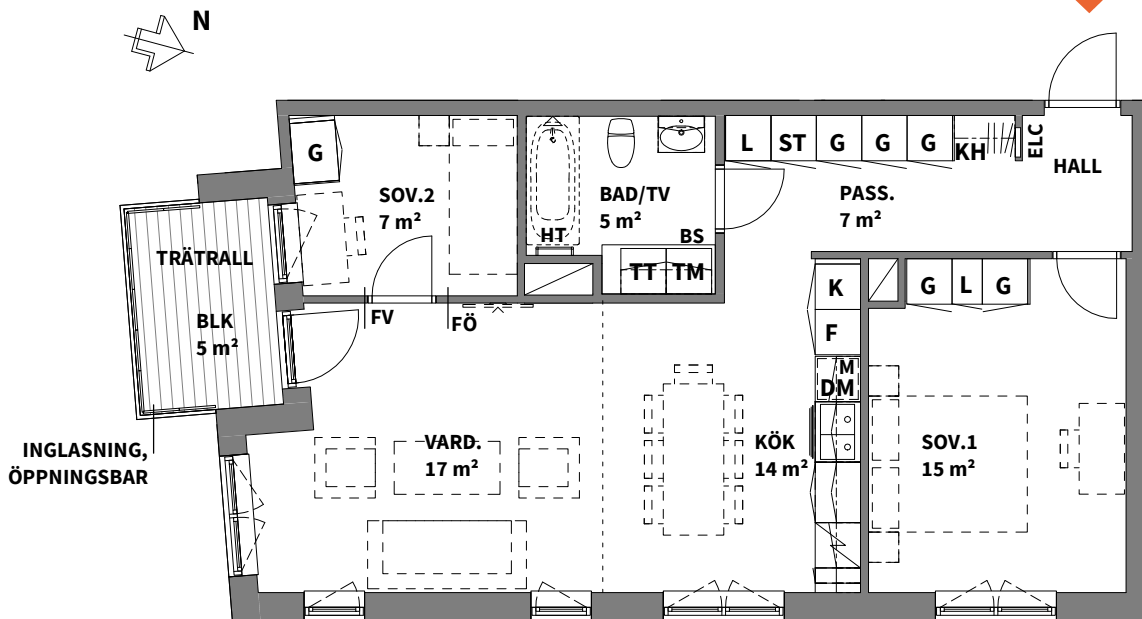 N
G
SOV.2
7 m²
HT
BAD/TV
5 m²
BS
TT
TM
L
ST
G
G
G
KH
ELC
HALL
PASS.
7 m²
TRÄTRALL
BLK
5 m²
FV
FÖ
K
F
M
DM
G
L
G
INGLASNING,
ÖPPNINGSBAR
VARD.
17 m²
KÖK
14 m²
SOV.1
15 m²